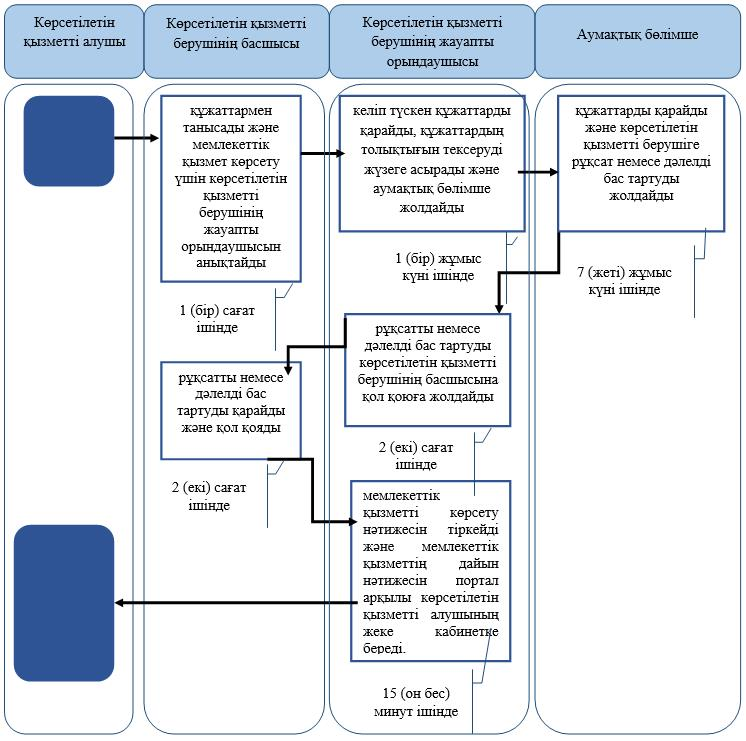 Көрсетілетін
қызметті алушы
Көрсетілетін қызметті
берушінің басшысы
Көрсетілетін қызметті
берушінің жауапты
орындаушысы
Аумақтық бөлімше
құжаттармен
танысады және
мемлекеттік
қызмет көрсету
үшін көрсетілетін
қызметті
берушінің
жауапты
орындаушысын
анықтайды
1 (бір) сағат
ішінде
келіп түскен құжаттарды
қарайды, құжаттардың
толықтығын тексеруді
жүзеге асырады және
аумақтық бөлімше
жолдайды
1 (бір) жұмыс
күні ішінде
құжаттарды қарайды
және көрсетілетін
қызметті берушіге
рұқсат немесе дәлелді
бас тартуды
жолдайды
7 (жеті) жұмыс
күні ішінде
рұқсатты немесе
дәлелді бас тартуды
көрсетілетін қызметті
берушінің басшысына
қол қоюға жолдайды
2 (екі) сағат
ішінде
рұқсатты немесе
дәлелді бас
тартуды қарайды
және қол қояды
2 (екі) сағат
ішінде
мемлекеттік
қызметті көрсету
нәтижесін тіркейді
және мемлекеттік
қызметтің дайын
нәтижесін портал
арқылы көрсетілетін
қызметті алушының
жеке кабинетке
береді.
15 (он бес)
минут ішінде